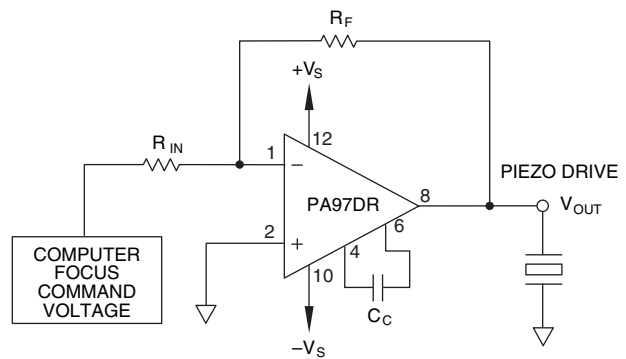 RF
+VS
RIN
12
1
−
PA97DR
8
PIEZO DRIVE
VOUT
2
+
6
4
10
COMPUTER
FOCUS
COMMAND
VOLTAGE
CC
−VS